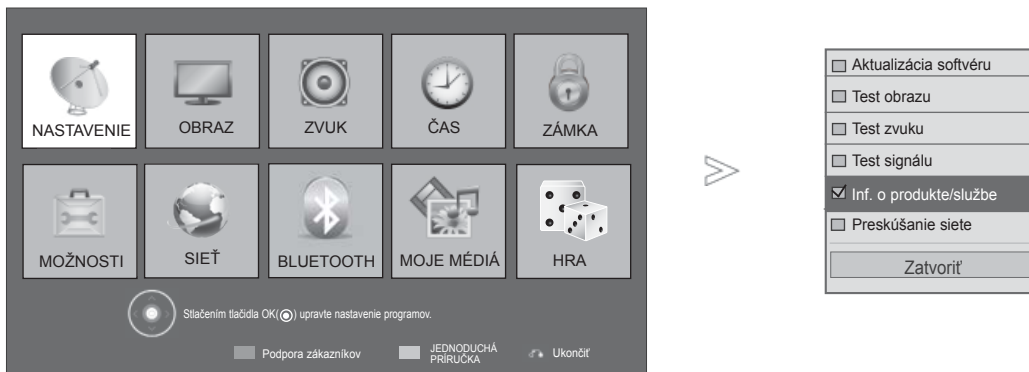 NASTAVENIE
OBRAZ
ZVUK
ČAS
ZÁMKA
MOŽNOSTI
SIEŤ
BLUETOOTH
MOJE MÉDIÁ
HRA
Stlačením tlačidla OK(◉) upravte nastavenie programov.
Podpora zákazníkov
JEDNODUCHÁ
PRÍRUČKA
Ukončiť
Aktualizácia softvéru
Test obrazu
Test zvuku
Test signálu
Inf. o produkte/službe
Preskúšanie siete
Zatvoriť